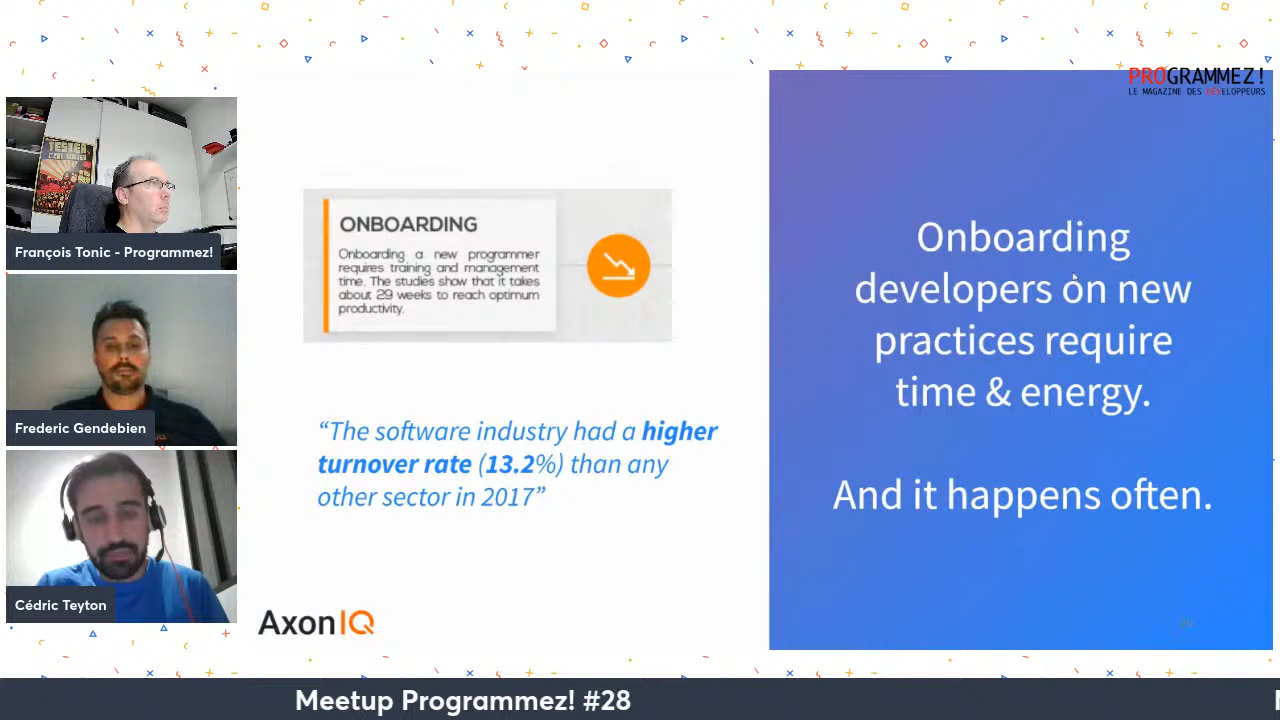 PROGRAMMEZ!
LE MAGAZINE DES DÉVELOPPEURS
TESTER
François Tonic - Programmez!
Frederic Gendebien
Cédric Teyton
ONBOARDING
Onboarding a new programmer
requires training and management
time. The studies show that it takes
about 29 weeks to reach optimum
productivity.
“The software industry had a higher
turnover rate (13.2%) than any
other sector in 2017”
AxonIQ
Onboarding
developers on new
practices require
time & energy.
And it happens often.
Meetup Programmez! #28